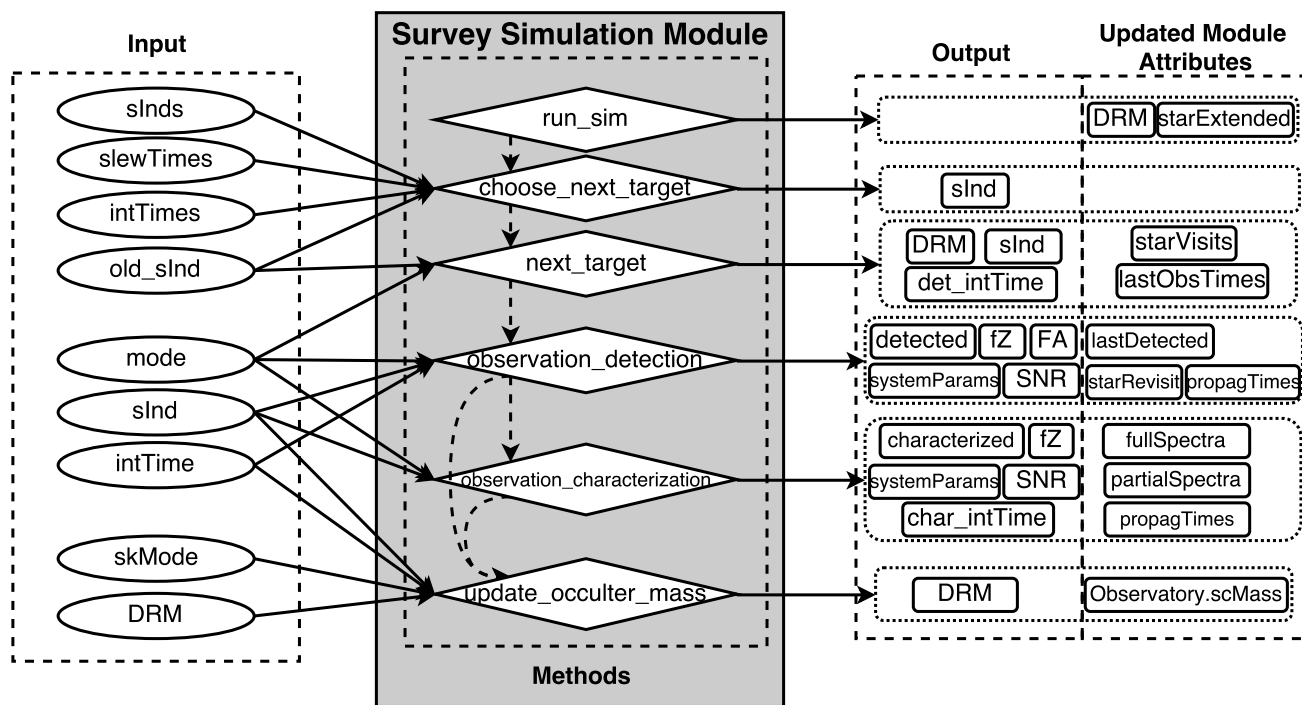 Survey Simulation Module
Input
Output
Updated Module
Attributes
sInds
slewTimes
intTimes
old_sInd
mode
sInd
intTime
skMode
DRM
run_sim
choose_next_target
next_target
observation_detection
observation_characterization
update_occulter_mass
Methods
DRM
starExtended
sInd
DRM
sInd
starVisits
det_intTime
lastObsTimes
detected
fZ
FA
lastDetected
systemParams
SNR
starRevisit
propagTimes
characterized
fZ
fullSpectra
systemParams
SNR
partialSpectra
char_intTime
propagTimes
DRM
Observatory.scMass